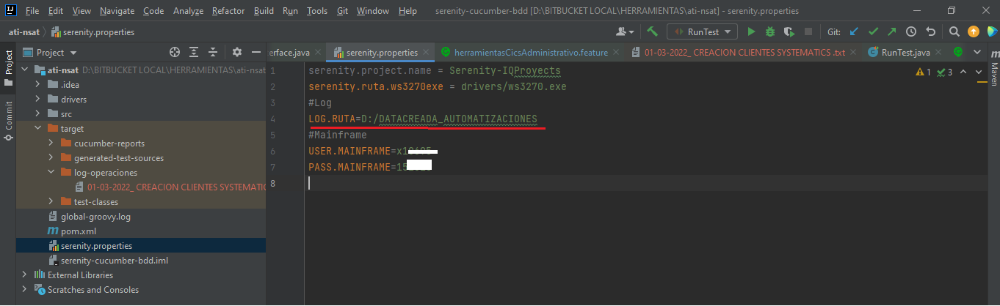 File Edit View Navigate Code Analyze Refactor Build Run Tools Git Window Help serenity-cucumber-bdd [D:\BITBUCKET LOCAL\HERRAMIENTAS\ati-nsat] - serenity.properties
ati-nsat serenity.properties RunTest Git:
Project
erface.java serenity.properties herramientasCicsAdministrativo.feature 01-03-2022_ CREACION CLIENTES SYSTEMATICS .txt RunTest.java
Project
Commit
ati-nsat D:\BITBUCKET LOCAL\HERRAMIENTAS\ati-nsat
.idea
drivers
src
target
cucumber-reports
generated-test-sources
log-operaciones
01-03-2022_ CREACION CLIENTES SYSTEMATIC
test-classes
global-groovy.log
pom.xml
serenity.properties
serenity-cucumber-bdd.iml
External Libraries
Scratches and Consoles
1 serenity.project.name = Serenity-IQProyects
2 serenity.ruta.ws3270exe = drivers/ws3270.exe
3 #Log
4 LOG.RUTA=D:/DATACREADA_AUTOMATIZACIONES
5 #Mainframe
6 USER.MAINFRAME=
7 PASS.MAINFRAME=
8
1 3
Maven